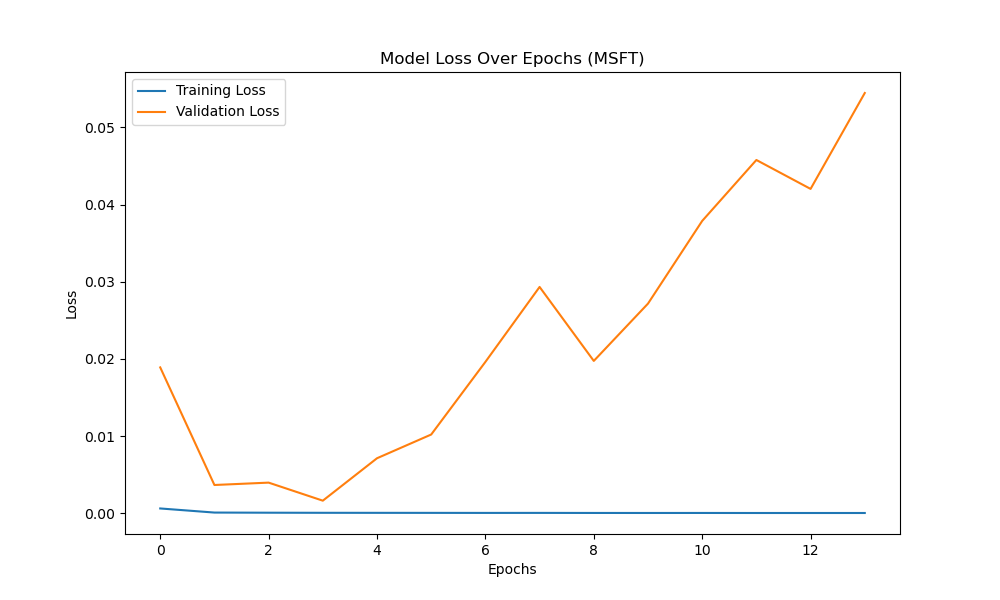 Model Loss Over Epochs (MSFT)
Training Loss
Validation Loss
0.05
0.04
0.03
0.02
0.01
0.00
Loss
0 2 4 6 8 10 12
Epochs